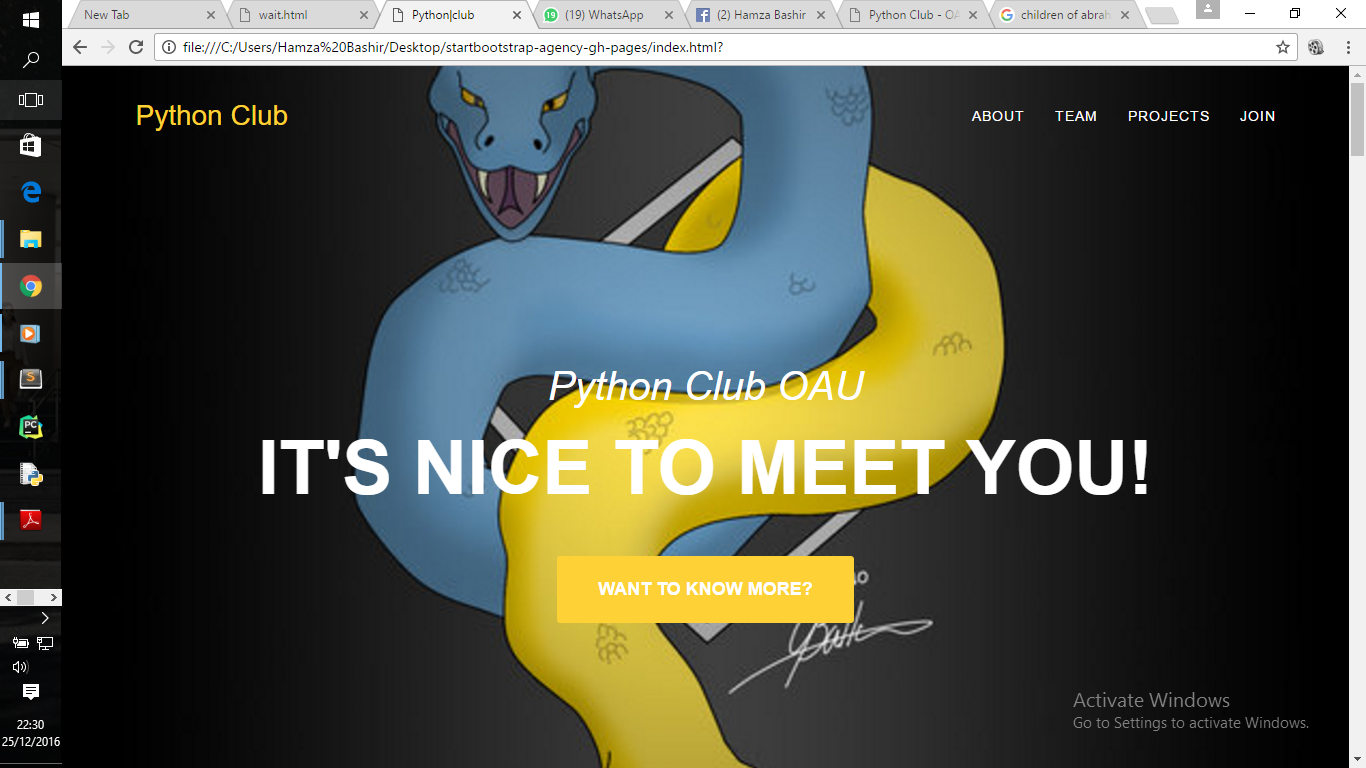 New Tab
wait.html
Python|club
(19) WhatsApp
(2) Hamza Bashir
Python Club - OA
children of abrah
file:///C:/Users/Hamza%20Bashir/Desktop/startbootstrap-agency-gh-pages/index.html?
Python Club
ABOUT
TEAM
PROJECTS
JOIN
Python Club OAU
IT'S NICE TO MEET YOU!
WANT TO KNOW MORE?
Activate Windows
Go to Settings to activate Windows.
22:30
25/12/2016